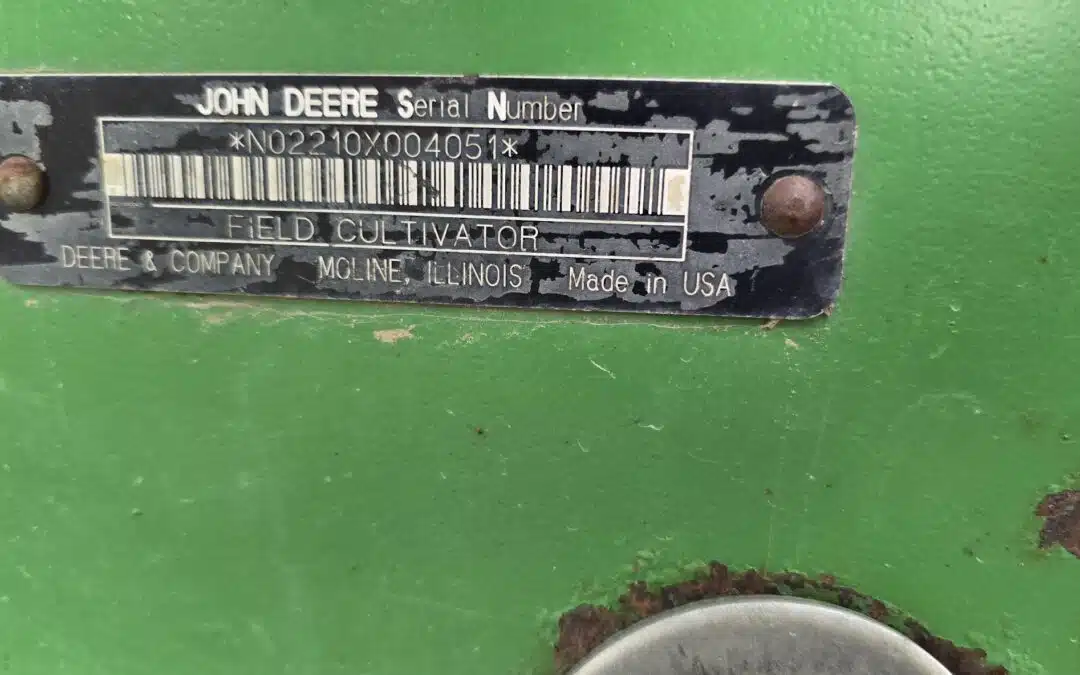 JOHN DEERE Serial Number
*N02210X004051*
FIELD CULTIVATOR
DEERE & COMPANY MOLINE, ILLINOIS Made in USA